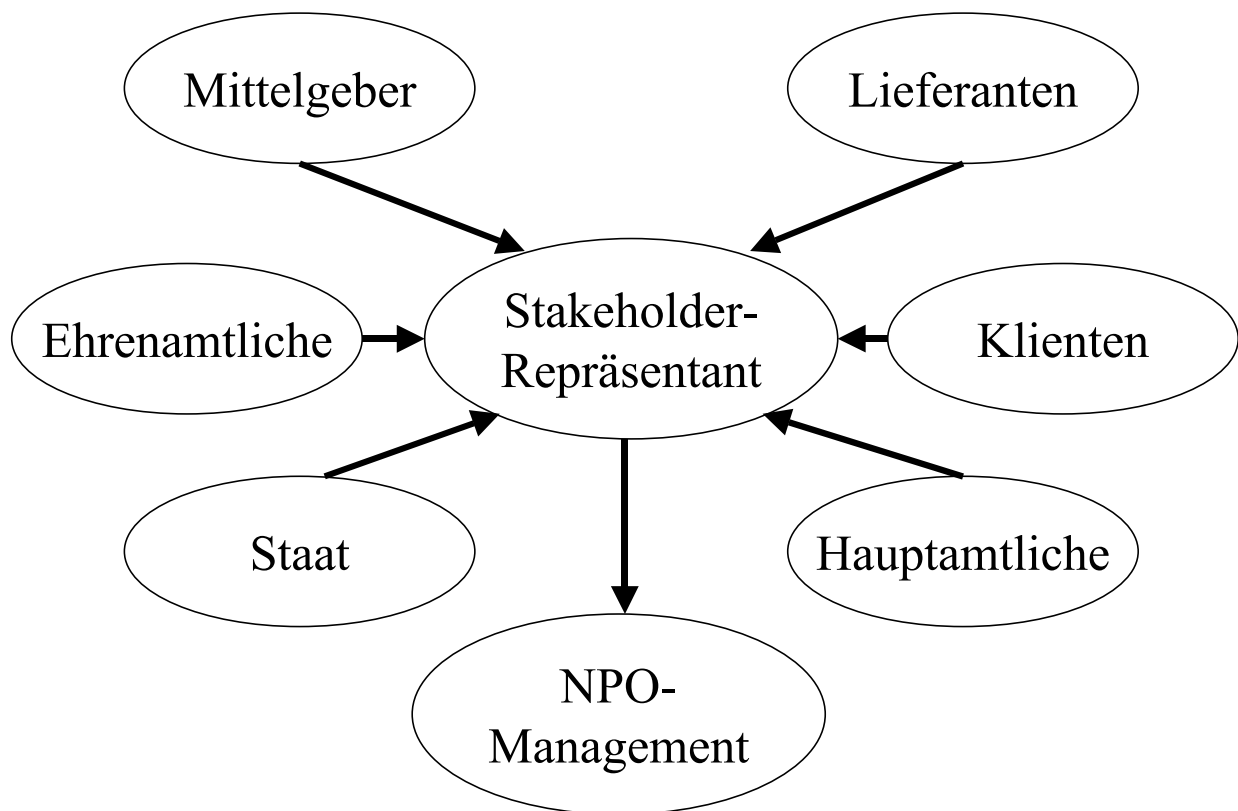 Mittelgeber
Lieferanten
Stakeholder-
Repräsentant
Ehrenamtliche
Klienten
Staat
Hauptamtliche
NPO-
Management